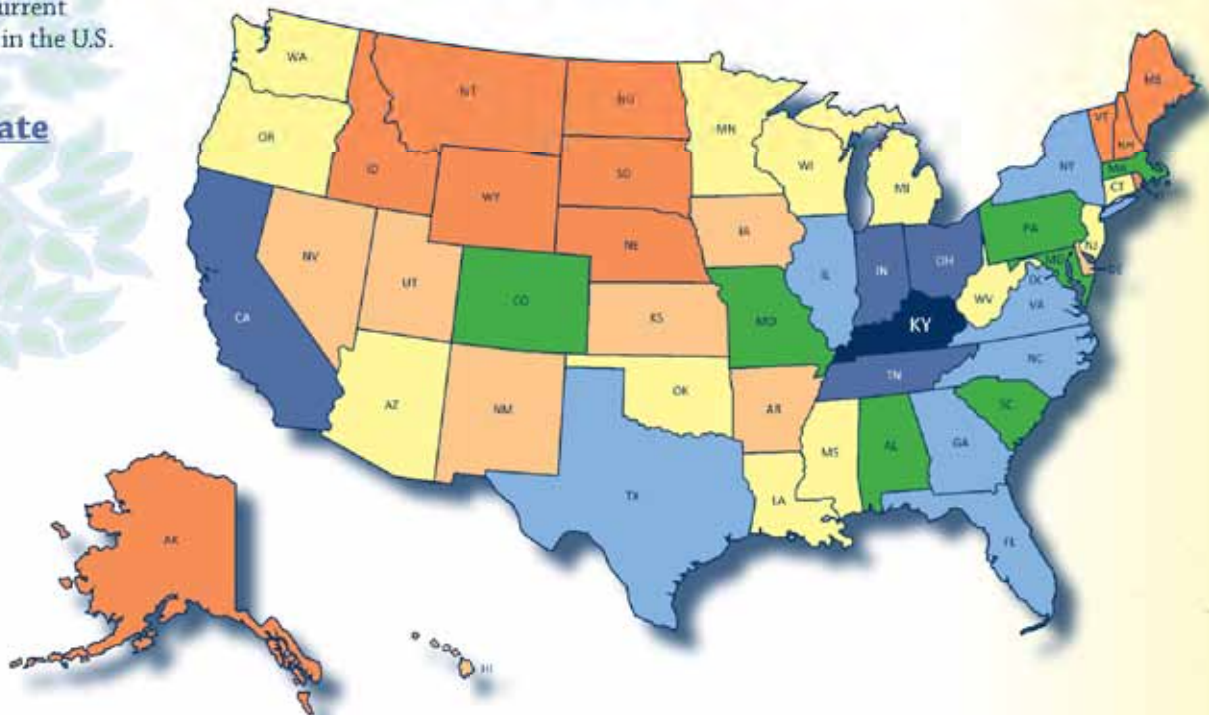 urrent
in the U.S.
ate
WA
MT
ND
MN
ME
VT
NH
OR
ID
SD
WI
MI
NY
MA
CT
WY
NE
IA
PA
NJ
NV
UT
CO
KS
MO
IL
IN
OH
MD
DE
DC
WV
VA
CA
KY
TN
NC
AZ
NM
OK
AR
SC
MS
AL
GA
TX
LA
FL
AK
HI